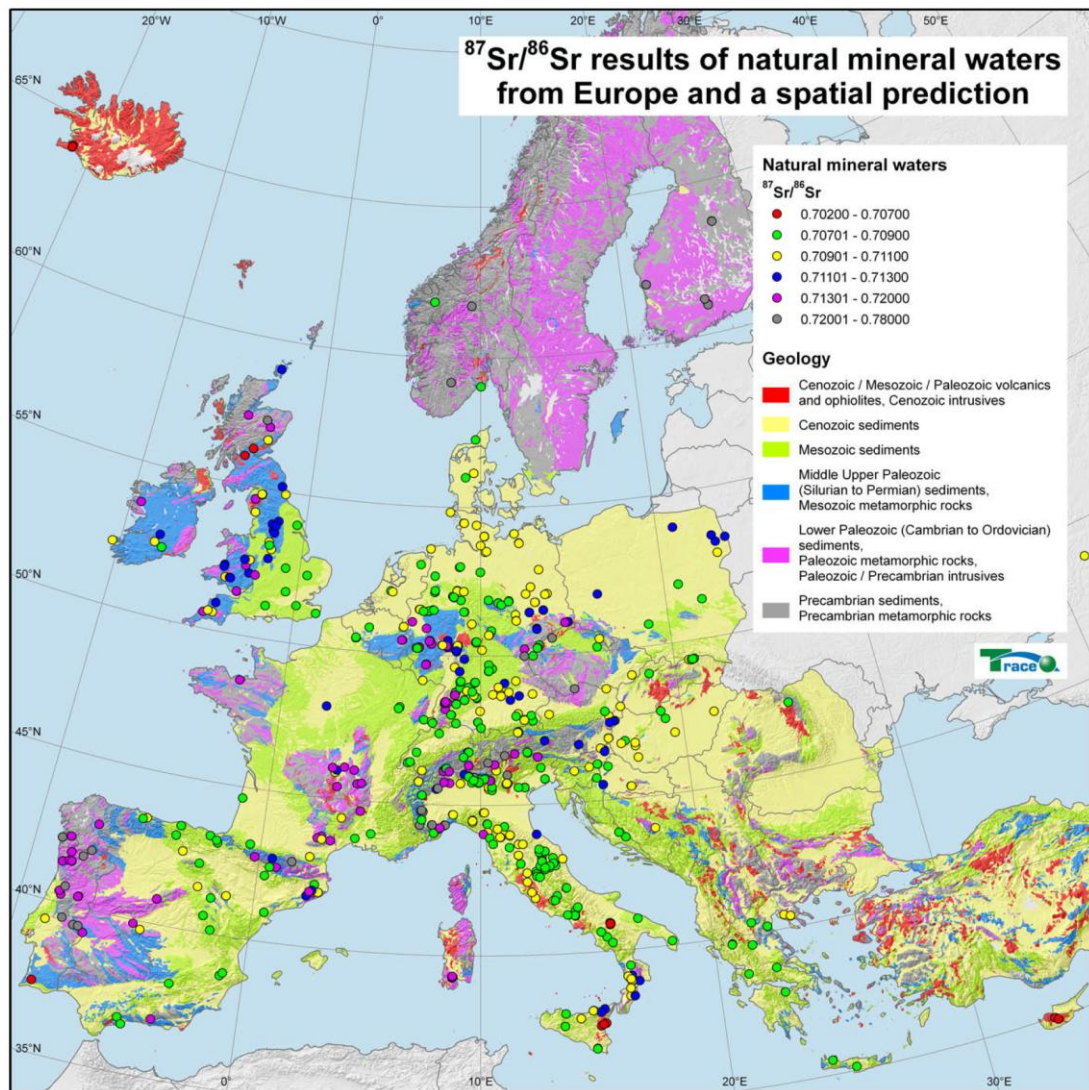 20°W
10°W
0°
10°E
20°E
30°E
40°E
50°E
65°N
60°N
55°N
50°N
45°N
40°N
35°N
0°
10°E
20°E
30°E
87Sr/86Sr results of natural mineral waters
from Europe and a spatial prediction
Natural mineral waters
87Sr/86Sr
0.70200 - 0.70700
0.70701 - 0.70900
0.70901 - 0.71100
0.71101 - 0.71300
0.71301 - 0.72000
0.72001 - 0.78000
Geology
Cenozoic / Mesozoic / Paleozoic volcanics
and ophiolites, Cenozoic intrusives
Cenozoic sediments
Mesozoic sediments
Middle Upper Paleozoic
(Silurian to Permian) sediments,
Mesozoic metamorphic rocks
Lower Paleozoic (Cambrian to Ordovician)
sediments,
Paleozoic metamorphic rocks,
Paleozoic / Precambrian intrusives
Precambrian sediments,
Precambrian metamorphic rocks
Trace